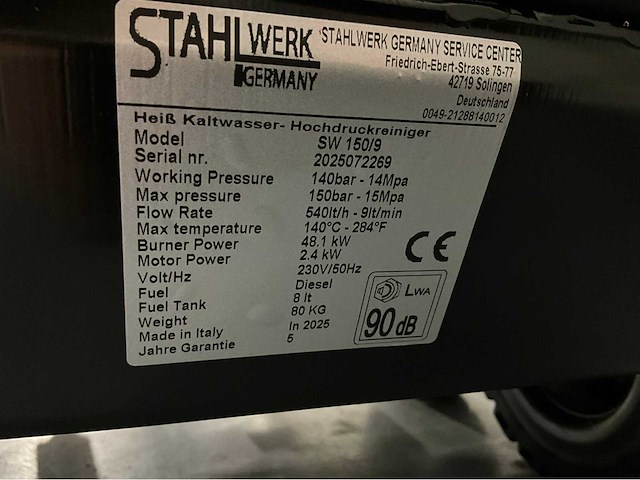 STAHLWERK
GERMANY
STAHLWERK GERMANY SERVICE CENTER
Friedrich-Ebert-Strasse 75-77
42719 Solingen
Deutschland
0049-21288140012
Heiß Kaltwasser- Hochdruckreiniger
Model SW 150/9
Serial nr. 2025072269
Working Pressure 140bar - 14Mpa
Max pressure 150bar - 15Mpa
Flow Rate 540lt/h - 9lt/min
Max temperature 140°C - 284°F
Burner Power 48.1 kW
Motor Power 2.4 kW
Volt/Hz 230V/50Hz
Fuel Diesel
Fuel Tank 8 lt
Weight 80 KG
Made in Italy In 2025
Jahre Garantie 5
CE
LWA
90 dB